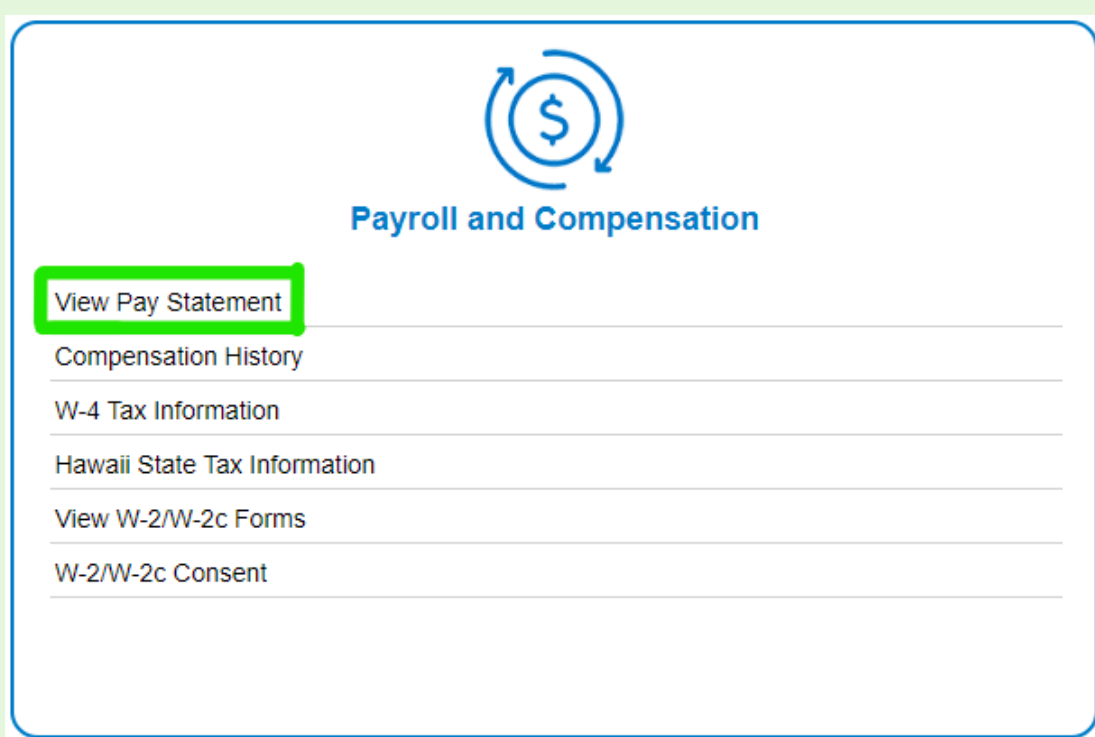 $
Payroll and Compensation
View Pay Statement
Compensation History
W-4 Tax Information
Hawaii State Tax Information
View W-2/W-2c Forms
W-2/W-2c Consent